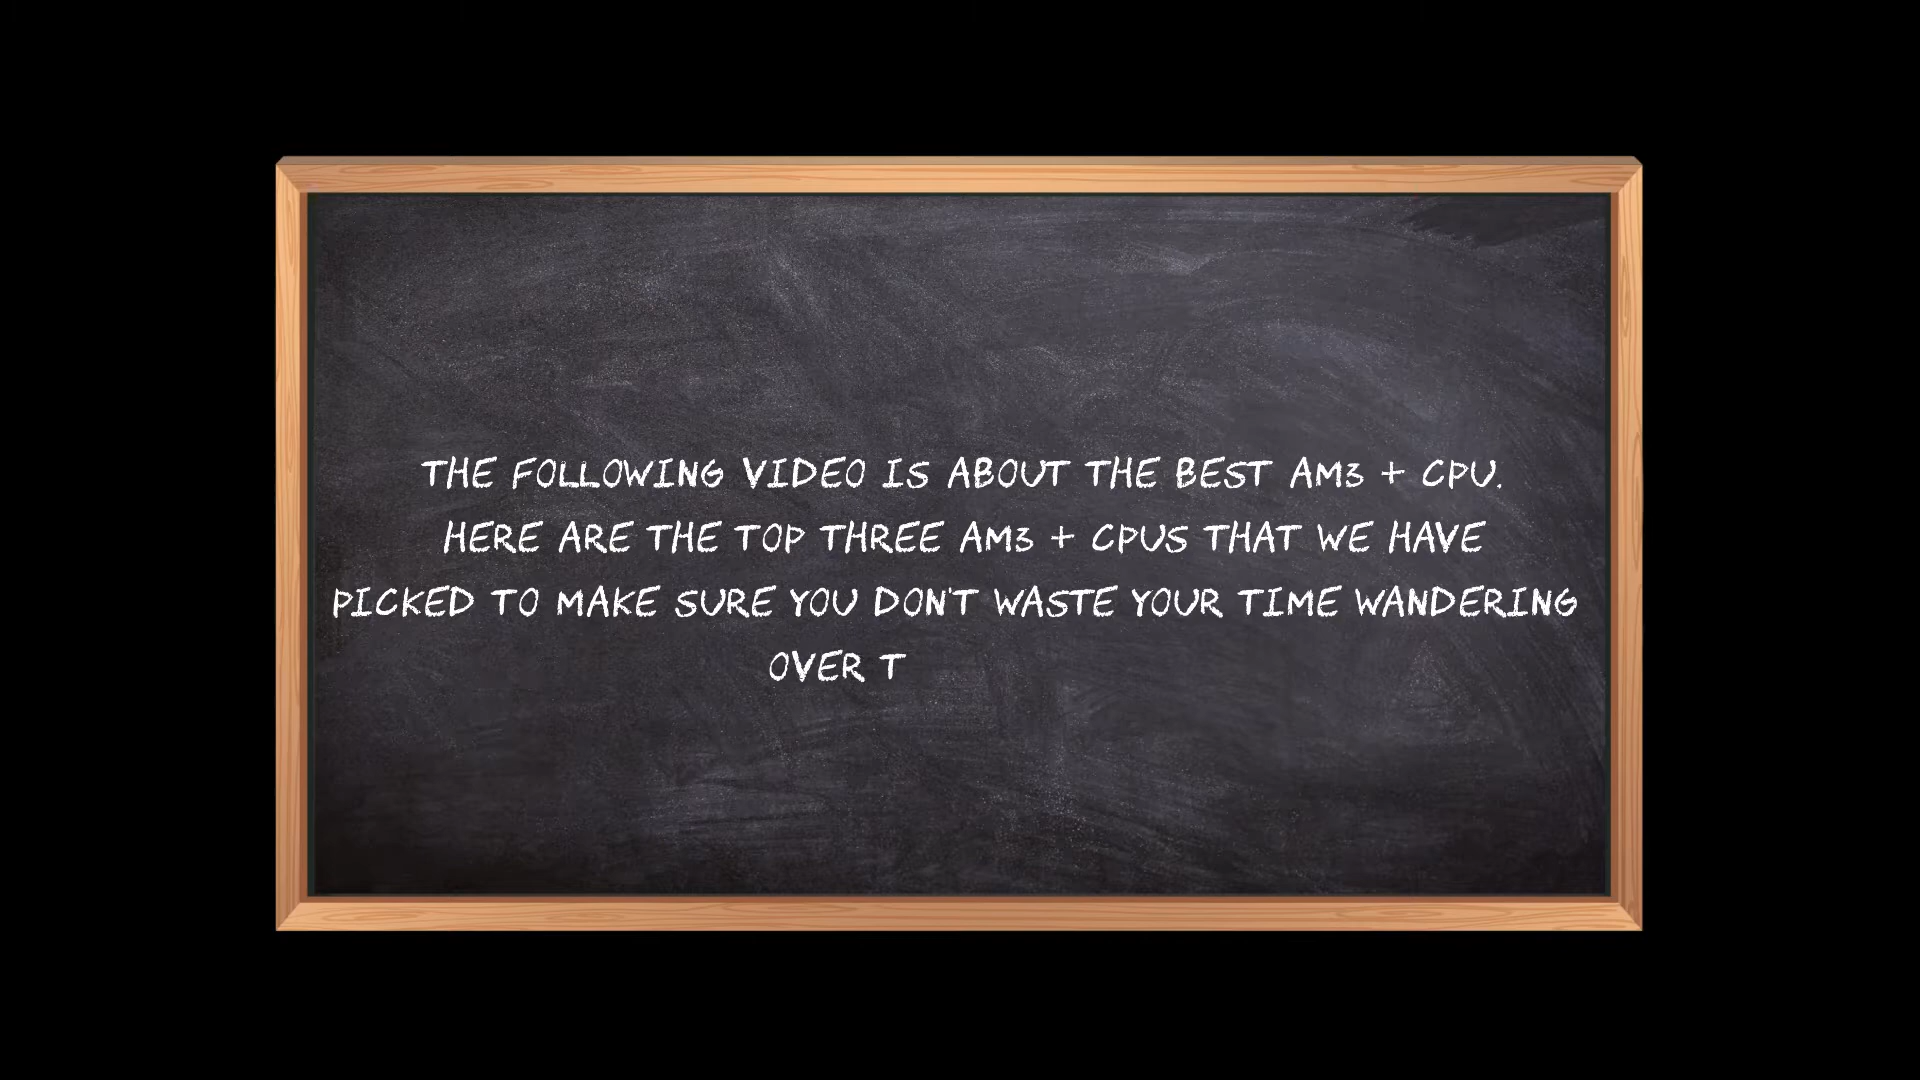 THE FOLLOWING VIDEO IS ABOUT THE BEST AM3 + CPU.
HERE ARE THE TOP THREE AM3 + CPUS THAT WE HAVE
PICKED TO MAKE SURE YOU DON'T WASTE YOUR TIME WANDERING
OVER T